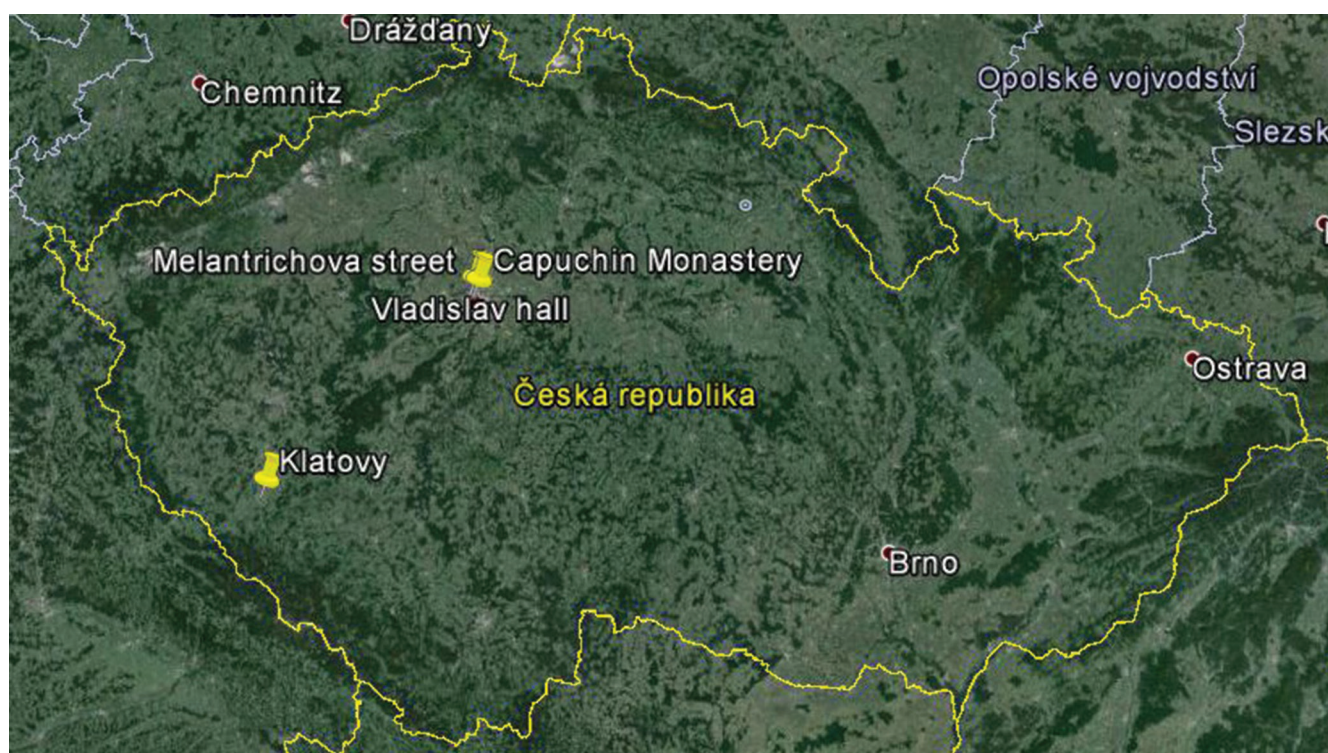 Drážďany
Chemnitz
Opolské vojvodství
Slezsk
Melantrichova street
Capuchin Monastery
Vladislav hall
Ostrava
Česká republika
Klatovy
Brno